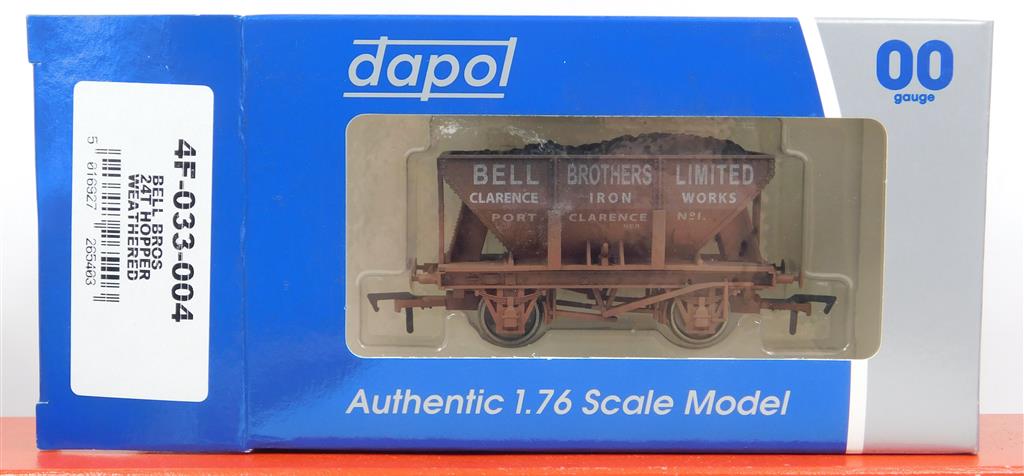 4F-033-004
BELL BROS
24T HOPPER
WEATHERED
5 016927 265403
dapol
00
gauge
BELL BROTHERS LIMITED
CLARENCE IRON WORKS
PORT CLARENCE No1.
Authentic 1.76 Scale Model